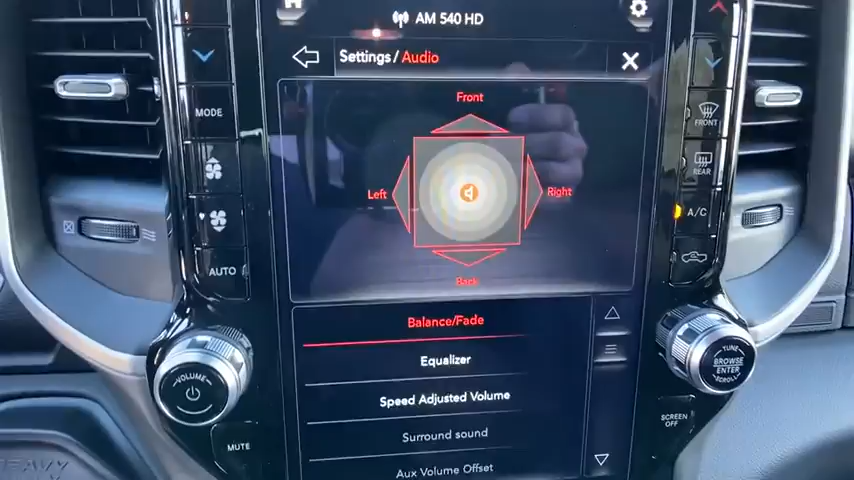 AM 540 HD
Settings/Audio
MODE
FRONT
Front
REAR
Left
Right
A/C
AUTO
Back
Balance/Fade
Equalizer
VOLUME
TUNE
BROWSE
ENTER
SCROLL
Speed Adjusted Volume
SCREEN
OFF
MUTE
Surround sound
Aux Volume Offset
HEAVY